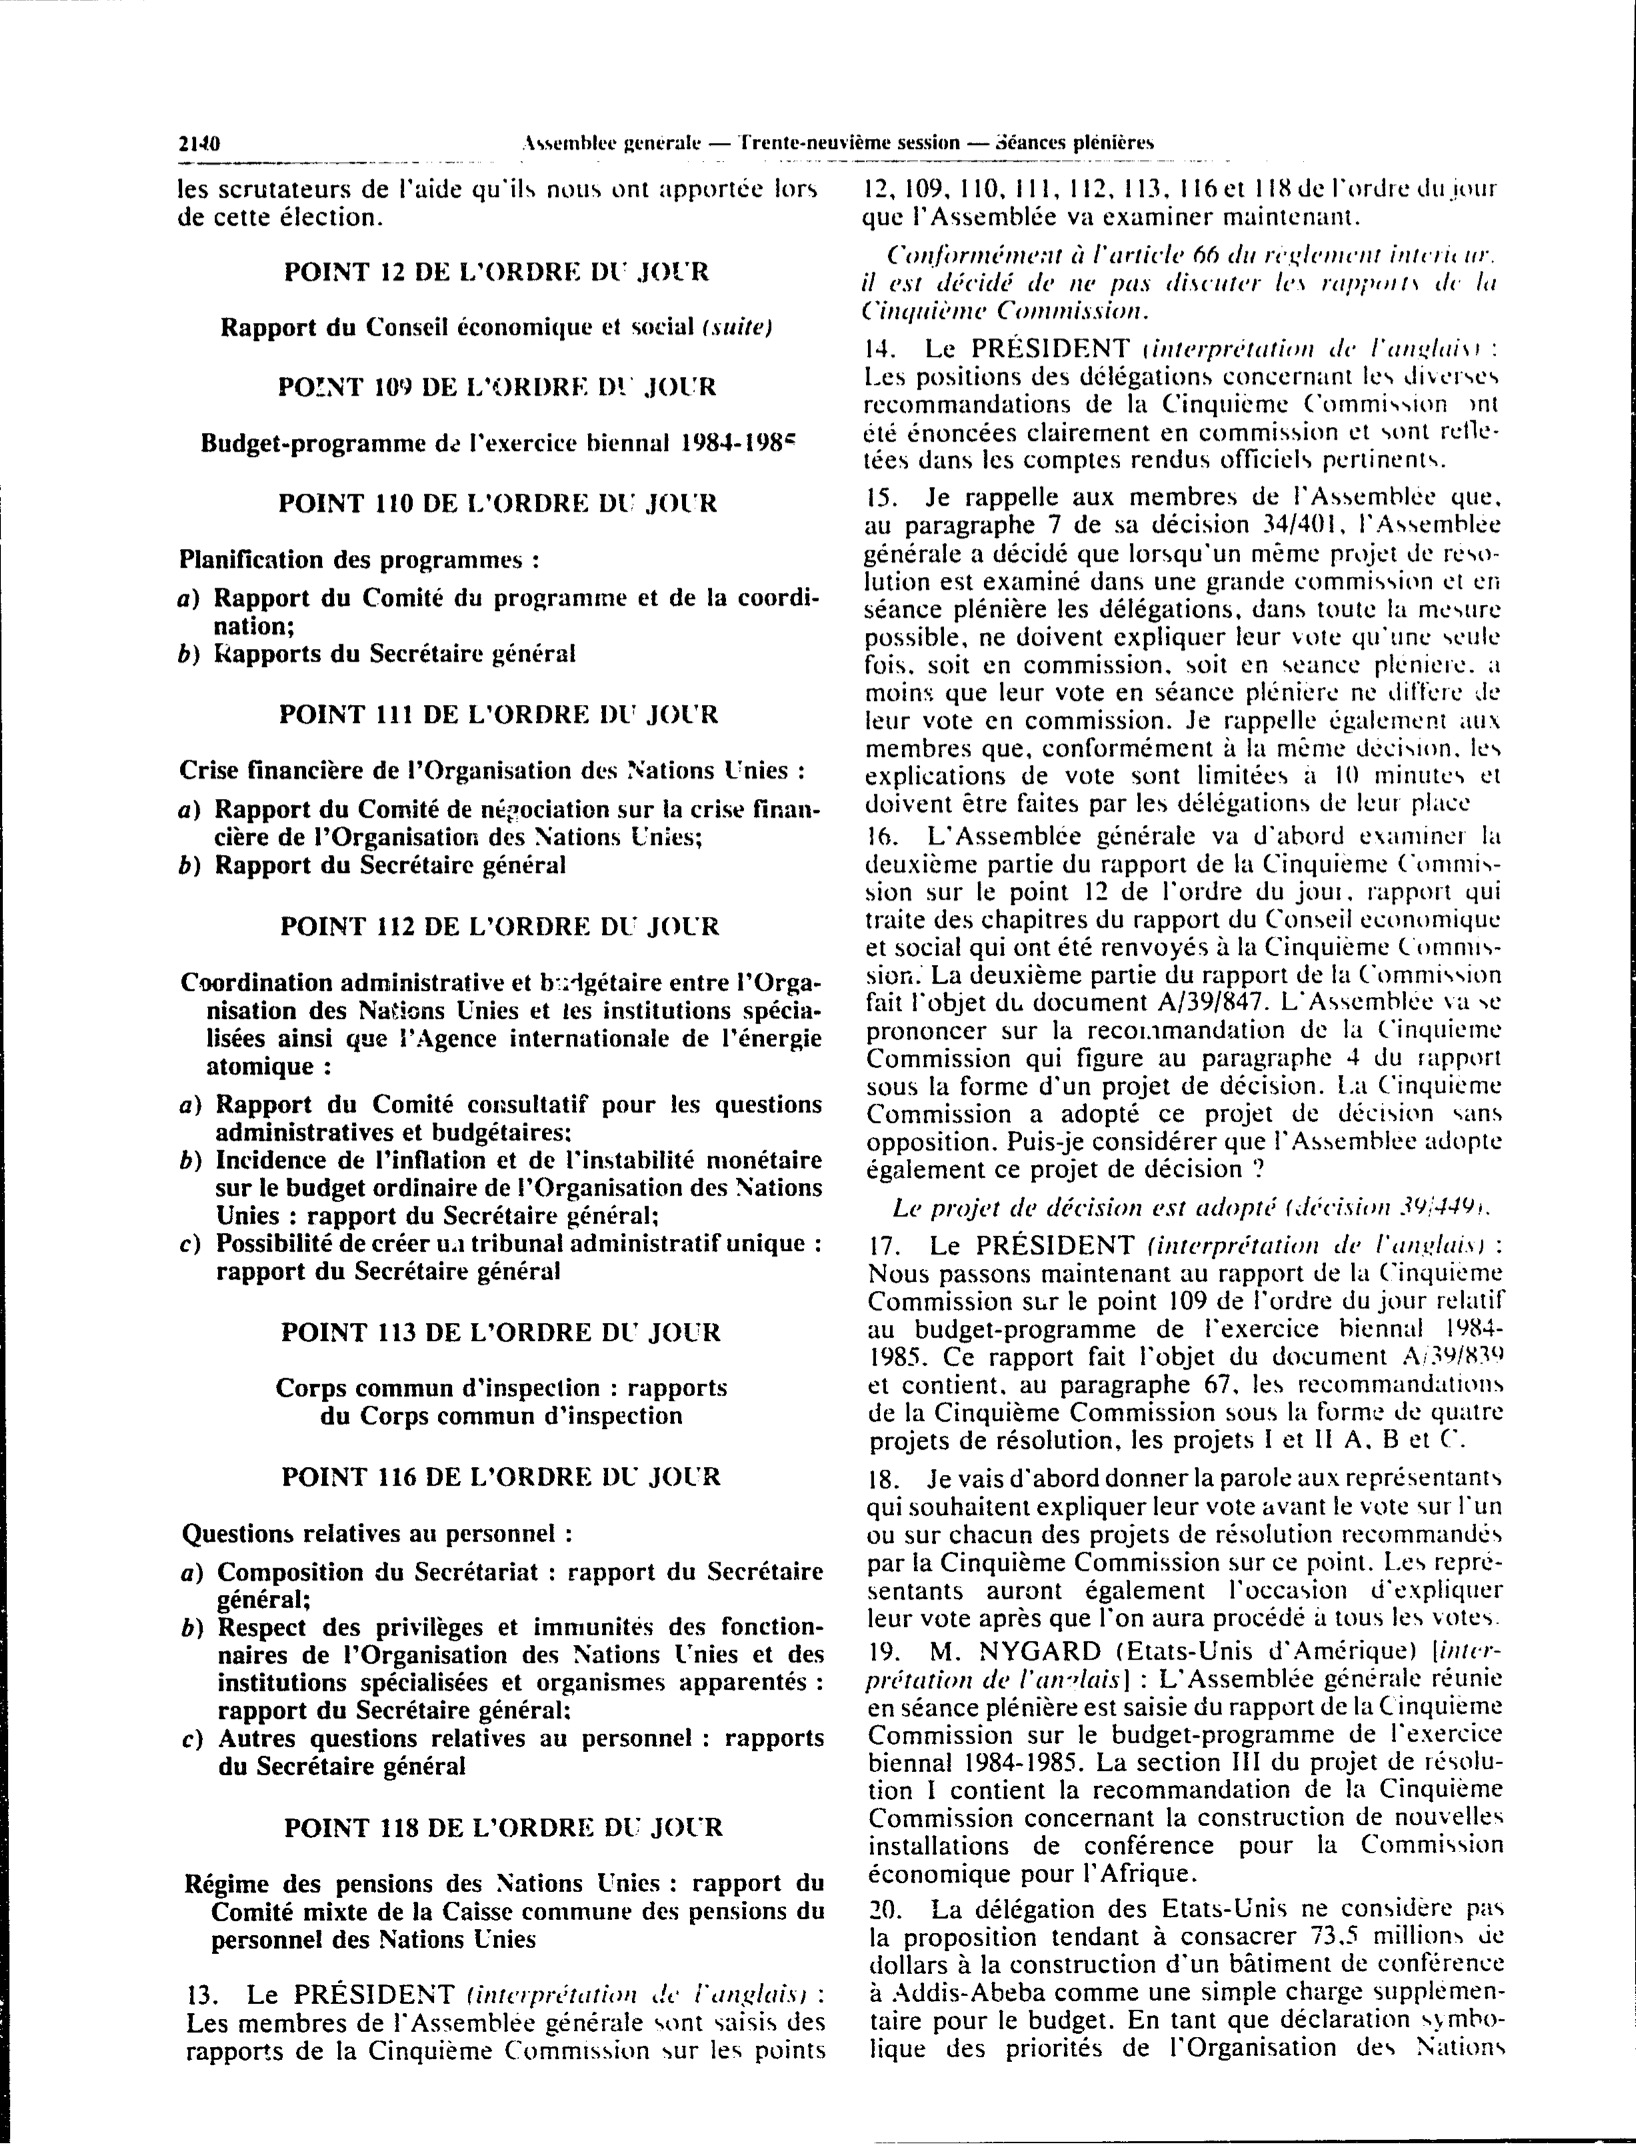 2140
Assemblée générale — Trente-neuvième session — Séances plénières
les scrutateurs de l'aide qu'ils nous ont apportée lors
de cette élection.
POINT 12 DE L'ORDRE DU JOUR
Rapport du Conseil économique et social (suite)
POINT 109 DE L'ORDRE DU JOUR
Budget-programme de l'exercice biennal 1984-1985
POINT 110 DE L'ORDRE DU JOUR
Planification des programmes :
a) Rapport du Comité du programme et de la coordi-
nation;
b) Rapports du Secrétaire général
POINT 111 DE L'ORDRE DU JOUR
Crise financière de l'Organisation des Nations Unies :
a) Rapport du Comité de négociation sur la crise finan-
cière de l'Organisation des Nations Unies;
b) Rapport du Secrétaire général
POINT 112 DE L'ORDRE DU JOUR
Coordination administrative et budgétaire entre l'Orga-
nisation des Nations Unies et les institutions spécia-
lisées ainsi que l'Agence internationale de l'énergie
atomique :
a) Rapport du Comité consultatif pour les questions
administratives et budgétaires;
b) Incidence de l'inflation et de l'instabilité monétaire
sur le budget ordinaire de l'Organisation des Nations
Unies : rapport du Secrétaire général;
c) Possibilité de créer un tribunal administratif unique :
rapport du Secrétaire général
POINT 113 DE L'ORDRE DU JOUR
Corps commun d'inspection : rapports
du Corps commun d'inspection
POINT 116 DE L'ORDRE DU JOUR
Questions relatives au personnel :
a) Composition du Secrétariat : rapport du Secrétaire
général;
b) Respect des privilèges et immunités des fonction-
naires de l'Organisation des Nations Unies et des
institutions spécialisées et organismes apparentés :
rapport du Secrétaire général;
c) Autres questions relatives au personnel : rapports
du Secrétaire général
POINT 118 DE L'ORDRE DU JOUR
Régime des pensions des Nations Unies : rapport du
Comité mixte de la Caisse commune des pensions du
personnel des Nations Unies
13. Le PRÉSIDENT (interprétation de l'anglais) :
Les membres de l'Assemblée générale sont saisis des
rapports de la Cinquième Commission sur les points
12, 109, 110, 111, 112, 113, 116 et 118 de l'ordre du jour
que l'Assemblée va examiner maintenant.
Conformément à l'article 66 du règlement intérieur,
il est décidé de ne pas discuter les rapports de la
Cinquième Commission.
14. Le PRÉSIDENT (interprétation de l'anglais) :
Les positions des délégations concernant les diverses
recommandations de la Cinquième Commission ont
été énoncées clairement en commission et sont reflé-
tées dans les comptes rendus officiels pertinents.
15. Je rappelle aux membres de l'Assemblée que,
au paragraphe 7 de sa décision 34/401, l'Assemblée
générale a décidé que lorsqu'un même projet de réso-
lution est examiné dans une grande commission et en
séance plénière les délégations, dans toute la mesure
possible, ne doivent expliquer leur vote qu'une seule
fois, soit en commission, soit en séance plénière, à
moins que leur vote en séance plénière ne diffère de
leur vote en commission. Je rappelle également aux
membres que, conformément à la même décision, les
explications de vote sont limitées à 10 minutes et
doivent être faites par les délégations de leur place
16. L'Assemblée générale va d'abord examiner la
deuxième partie du rapport de la Cinquième Commis-
sion sur le point 12 de l'ordre du jour, rapport qui
traite des chapitres du rapport du Conseil économique
et social qui ont été renvoyés à la Cinquième Commis-
sion. La deuxième partie du rapport de la Commission
fait l'objet du document A/39/847. L'Assemblée va se
prononcer sur la recommandation de la Cinquième
Commission qui figure au paragraphe 4 du rapport
sous la forme d'un projet de décision. La Cinquième
Commission a adopté ce projet de décision sans
opposition. Puis-je considérer que l'Assemblée adopte
également ce projet de décision ?
Le projet de décision est adopté (décision 39/449).
17. Le PRÉSIDENT (interprétation de l'anglais) :
Nous passons maintenant au rapport de la Cinquième
Commission sur le point 109 de l'ordre du jour relatif
au budget-programme de l'exercice biennal 1984-
1985. Ce rapport fait l'objet du document A/39/839
et contient, au paragraphe 67, les recommandations
de la Cinquième Commission sous la forme de quatre
projets de résolution, les projets I et II A, B et C.
18. Je vais d'abord donner la parole aux représentants
qui souhaitent expliquer leur vote avant le vote sur l'un
ou sur chacun des projets de résolution recommandés
par la Cinquième Commission sur ce point. Les repré-
sentants auront également l'occasion d'expliquer
leur vote après que l'on aura procédé à tous les votes.
19. M. NYGARD (Etats-Unis d'Amérique) [inter-
prétation de l'anglais] : L'Assemblée générale réunie
en séance plénière est saisie du rapport de la Cinquième
Commission sur le budget-programme de l'exercice
biennal 1984-1985. La section III du projet de résolu-
tion I contient la recommandation de la Cinquième
Commission concernant la construction de nouvelles
installations de conférence pour la Commission
économique pour l'Afrique.
20. La délégation des Etats-Unis ne considère pas
la proposition tendant à consacrer 73,5 millions de
dollars à la construction d'un bâtiment de conférence
à Addis-Abeba comme une simple charge supplémen-
taire pour le budget. En tant que déclaration symbo-
lique des priorités de l'Organisation des Nations